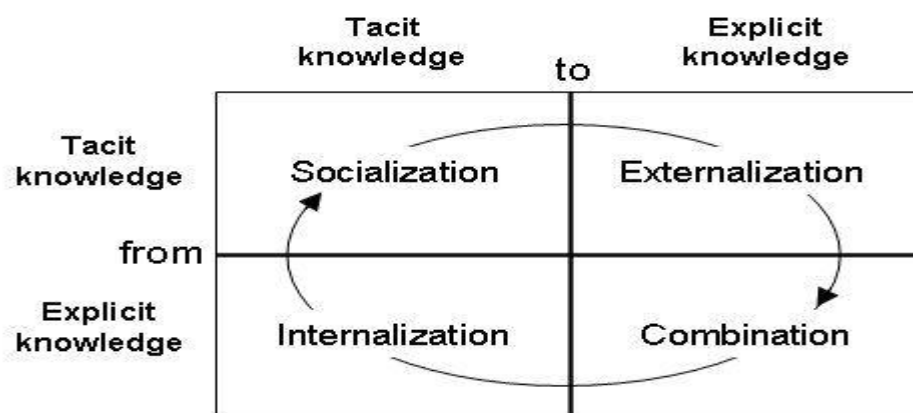 Tacit
knowledge
to
Explicit
knowledge
Tacit
knowledge
Socialization
Externalization
from
Explicit
knowledge
Internalization
Combination